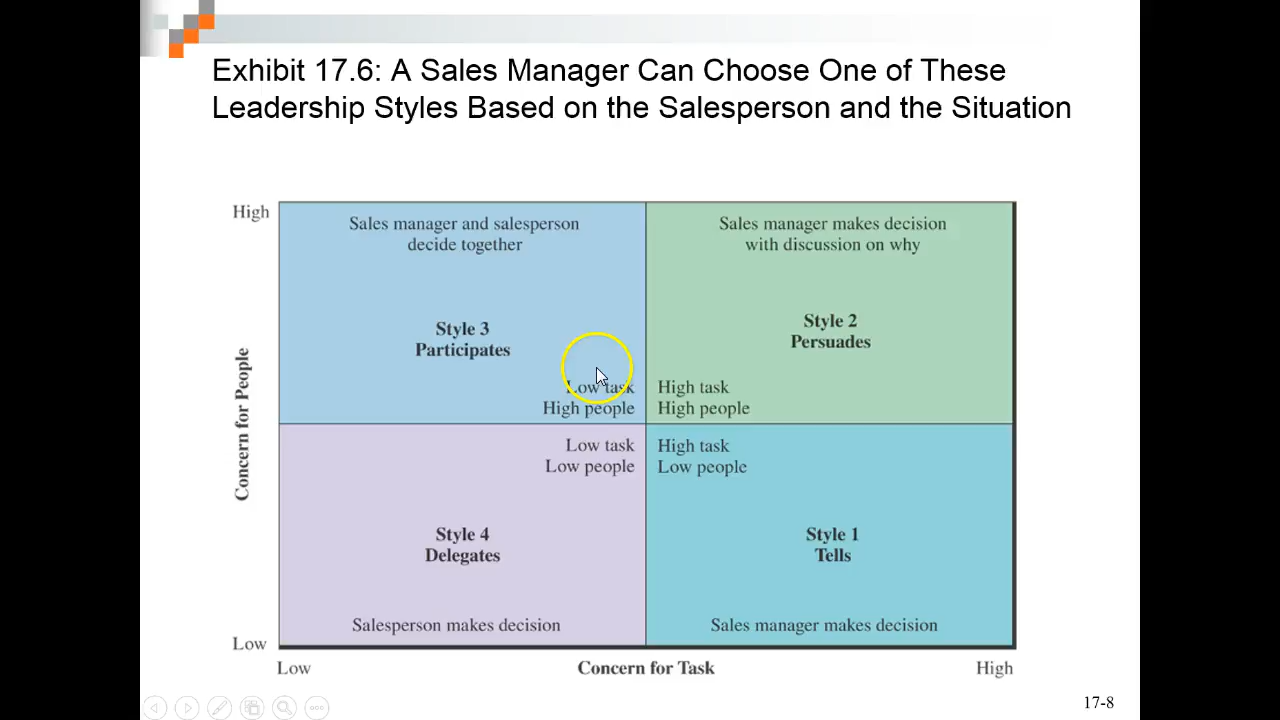 Exhibit 17.6: A Sales Manager Can Choose One of These
Leadership Styles Based on the Salesperson and the Situation
High
Sales manager and salesperson
decide together
Sales manager makes decision
with discussion on why
Style 3
Participates
Style 2
Persuades
Low task
High people
High task
High people
Concern for People
Low task
Low people
High task
Low people
Style 4
Delegates
Style 1
Tells
Salesperson makes decision
Sales manager makes decision
Low
Low
Concern for Task
High
17-8